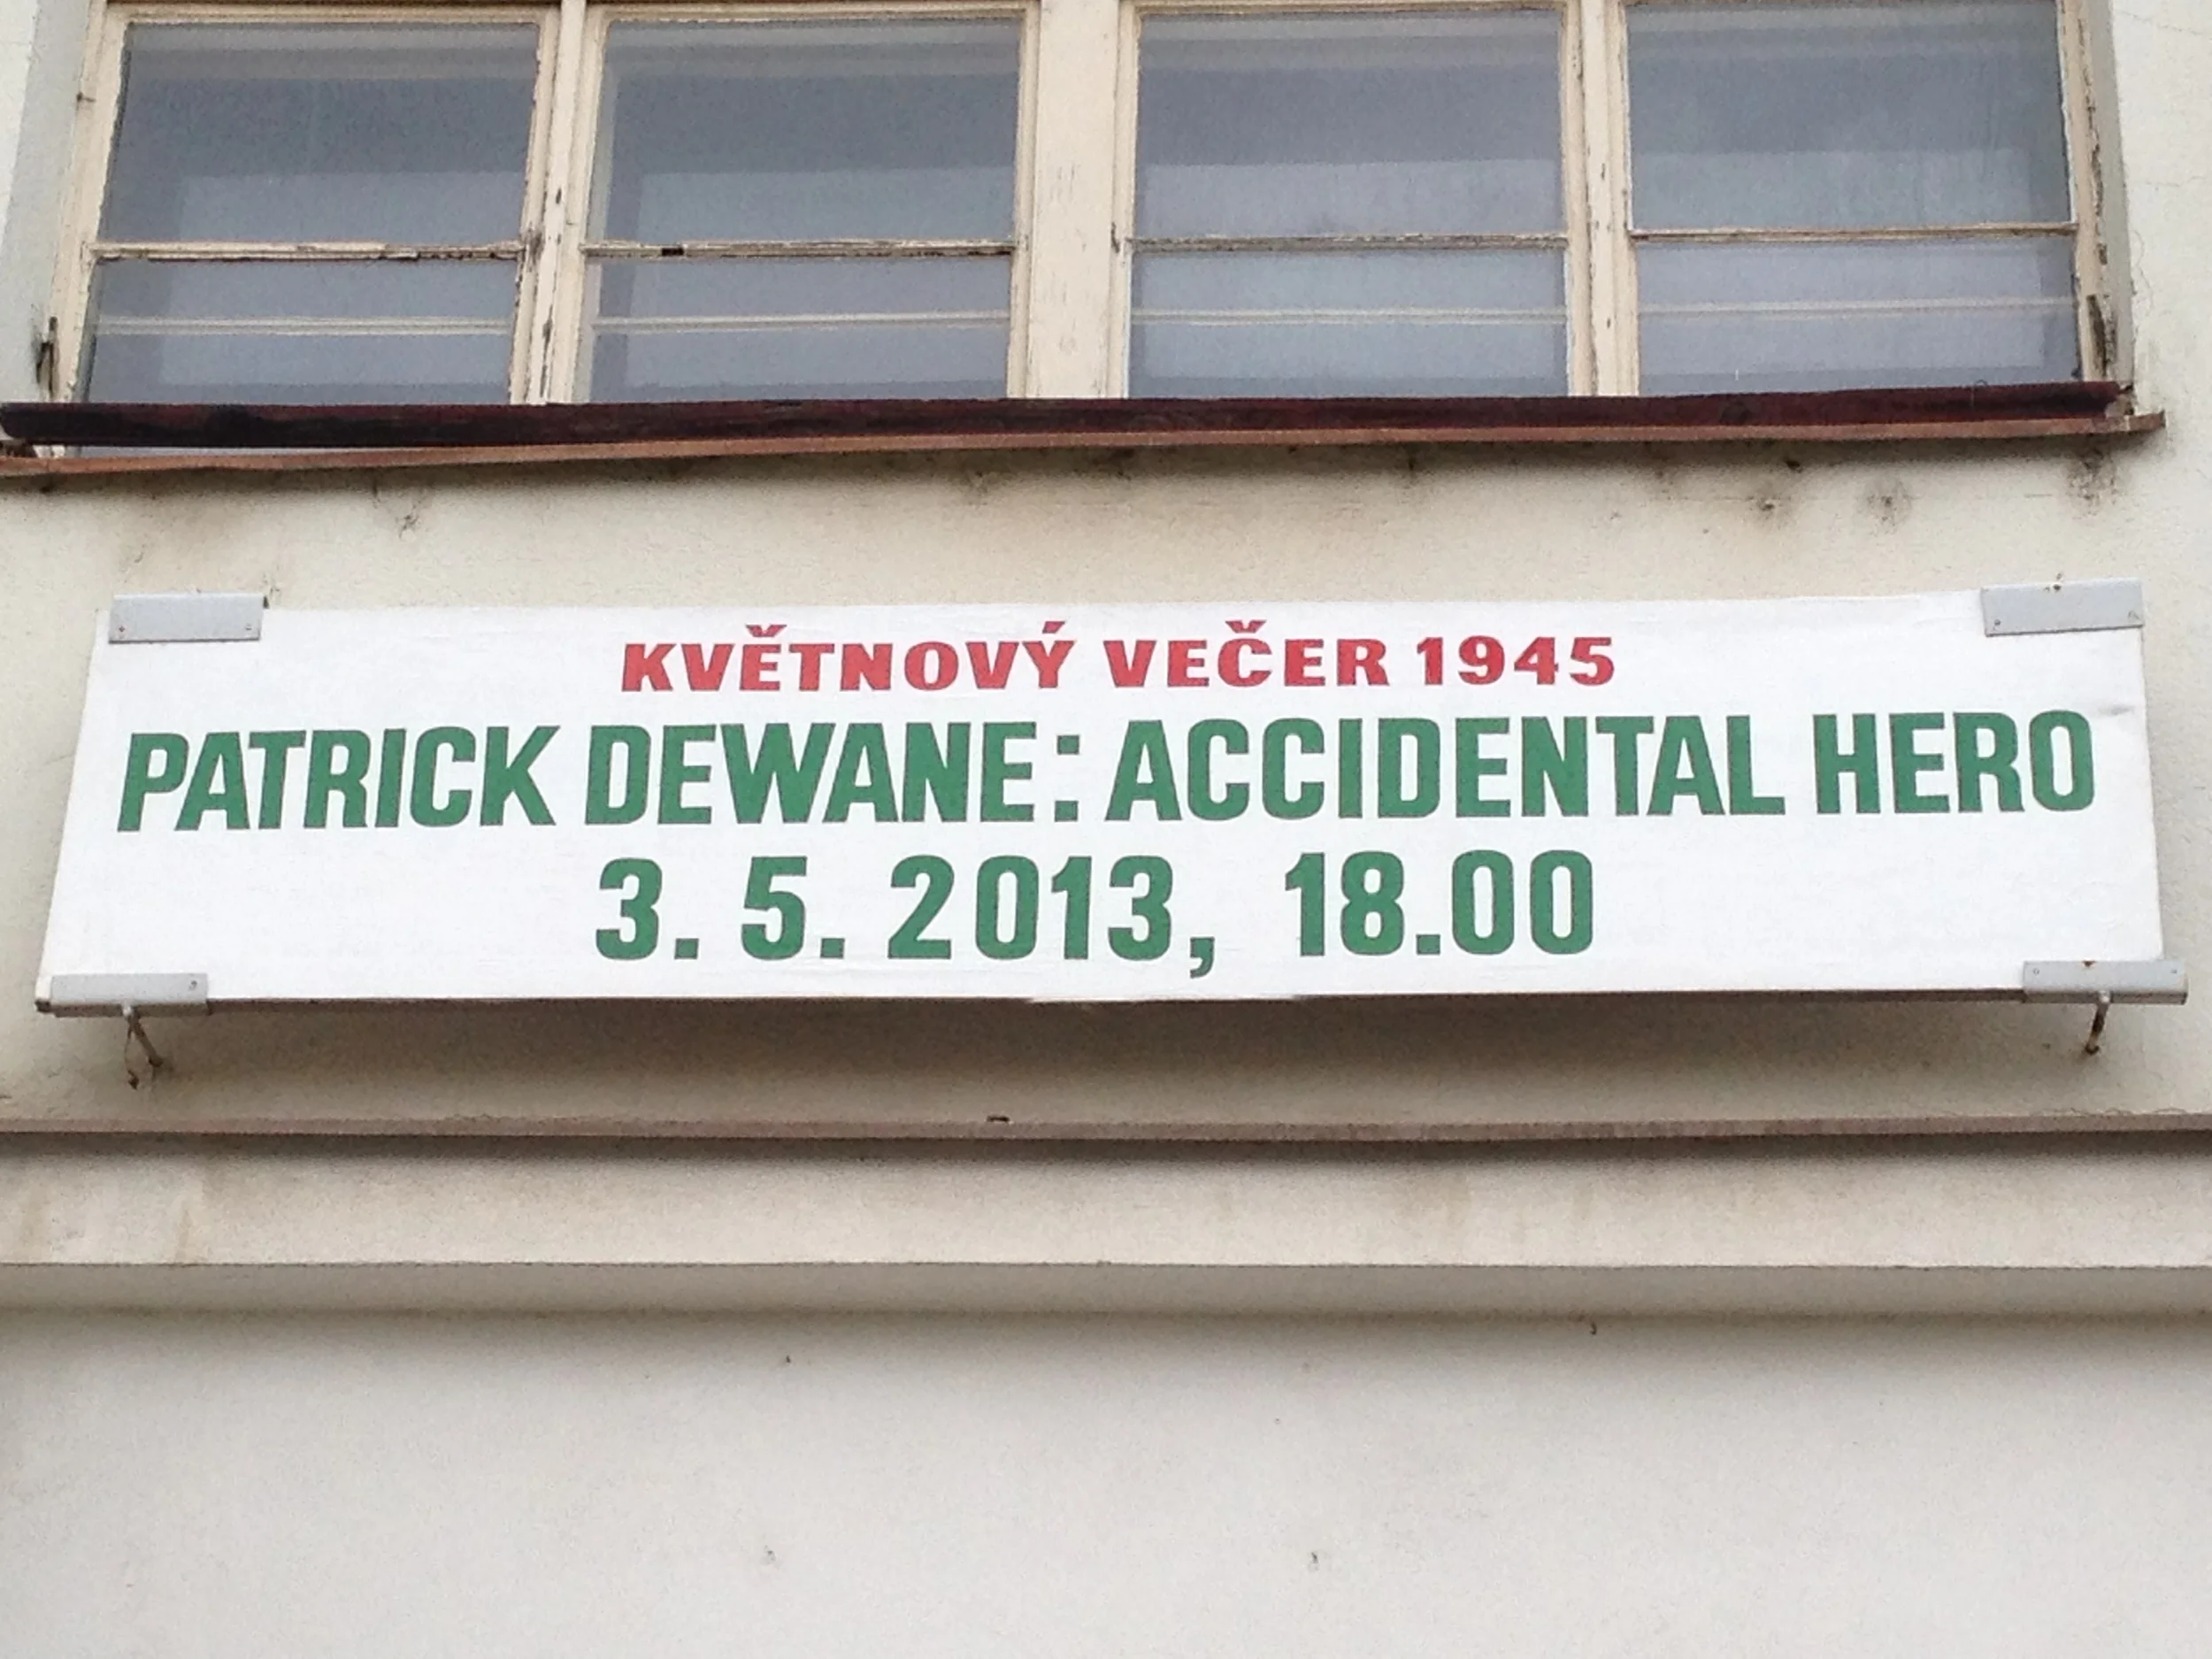 KVĚTNOVÝ VEČER 1945
PATRICK DEWANE: ACCIDENTAL HERO
3. 5. 2013, 18.00